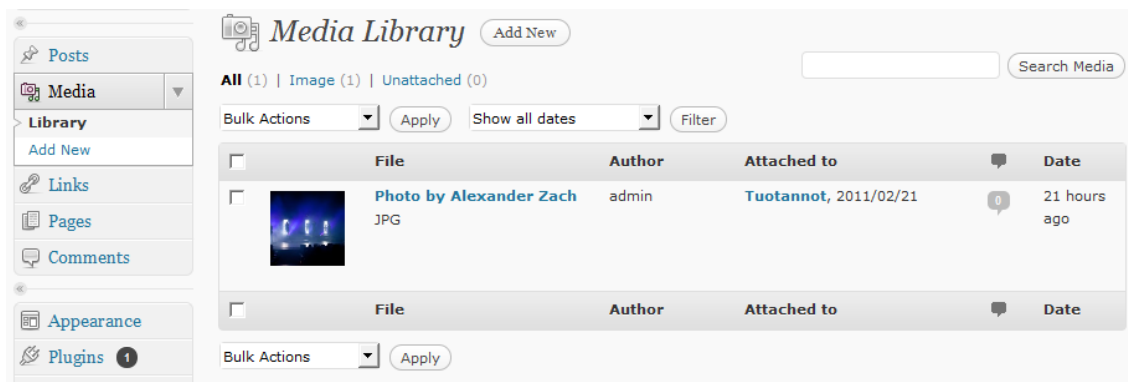 Posts
Media
Library
Add New
Links
Pages
Comments
Appearance
Plugins 1
Media Library Add New
All (1) | Image (1) | Unattached (0)
Search Media
Bulk Actions Apply Show all dates Filter
File Author Attached to Date
Photo by Alexander Zach admin Tuotannot, 2011/02/21 0 21 hours
JPG ago
File Author Attached to Date
Bulk Actions Apply